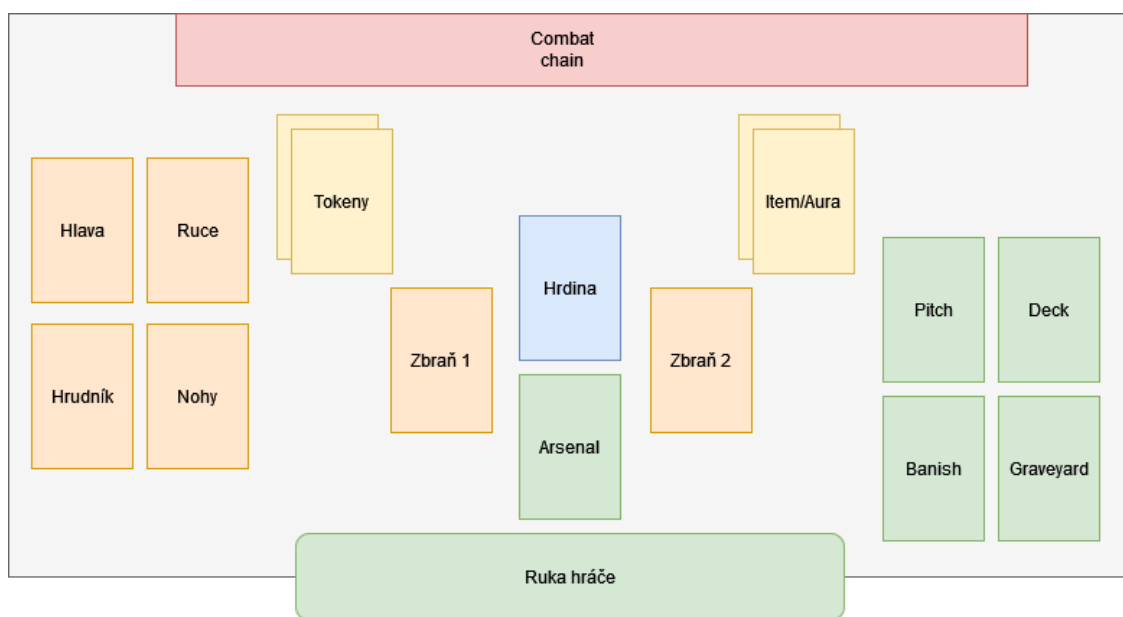 Combat
chain
Tokeny
Item/Aura
Hlava
Ruce
Hrdina
Pitch
Deck
Zbraň 1
Zbraň 2
Hrudník
Nohy
Arsenal
Banish
Graveyard
Ruka hráče